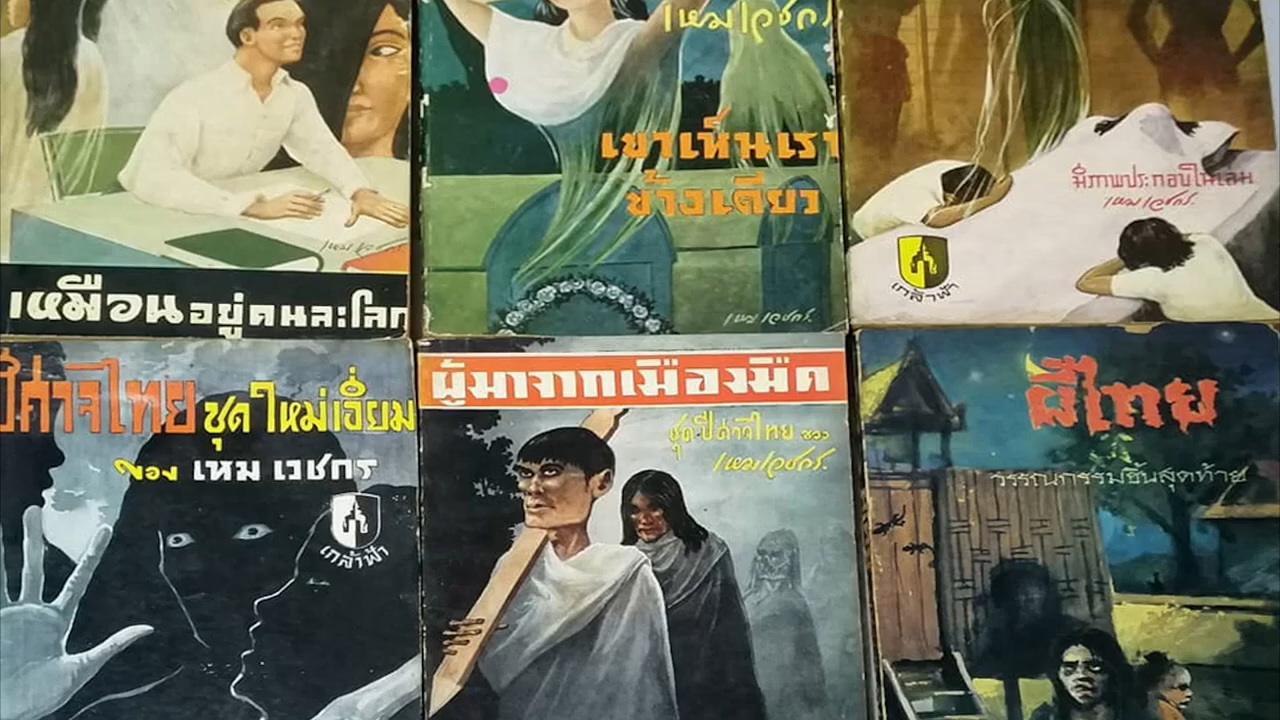 เหม เวชกร
เหมือนอยู่คนละโลก
เหม เวชกร
เขาเห็นเรา
ข้างเดียว
เหม เวชกร.
มีภาพประกอบในเล่ม
เหม เวชกร.
เกล้าฟ้า
ปีศาจไทย ชุด ใหม่เอี่ยม
ของ เหม เวชกร
เกล้าฟ้า
ผู้มาจากเมืองมืด
ชุด ปีศาจไทย ของ
เหม เวชกร.
ผีไทย
วรรณกรรมชิ้นสุดท้าย